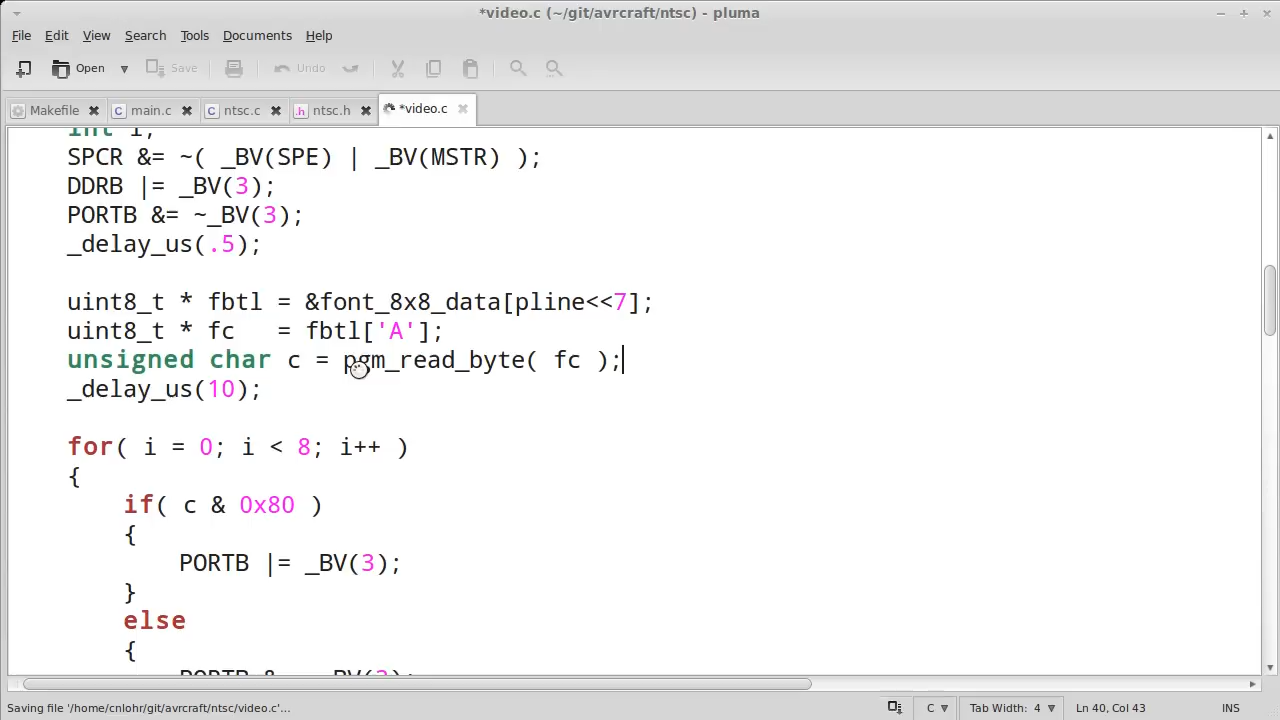 *video.c (~/git/avrcraft/ntsc) - pluma
File Edit View Search Tools Documents Help
Open Save Undo
Makefile main.c ntsc.c ntsc.h *video.c
int i;
SPCR &= ~( _BV(SPE) | _BV(MSTR) );
DDRB |= _BV(3);
PORTB &= ~_BV(3);
_delay_us(.5);
uint8_t * fbtl = &font_8x8_data[pline<<7];
uint8_t * fc   = fbtl['A'];
unsigned char c = pgm_read_byte( fc );
_delay_us(10);
for( i = 0; i < 8; i++ )
{
if( c & 0x80 )
{
PORTB |= _BV(3);
}
else
{
Saving file '/home/cnlohr/git/avrcraft/ntsc/video.c'... C Tab Width: 4 Ln 40, Col 43 INS